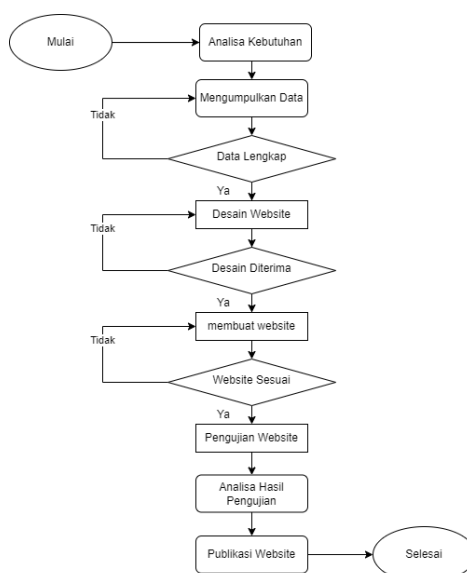 Mulai
Analisa Kebutuhan
Mengumpulkan Data
Tidak
Data Lengkap
Ya
Desain Website
Tidak
Desain Diterima
Ya
membuat website
Tidak
Website Sesuai
Ya
Pengujian Website
Analisa Hasil
Pengujian
Publikasi Website
Selesai